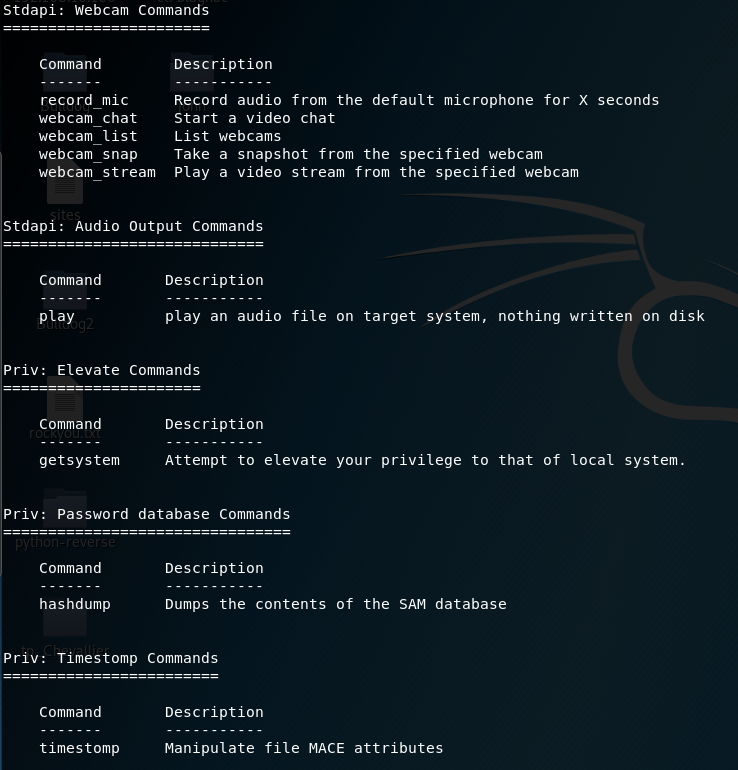 Stdapi: Webcam Commands
=======================
Command Description
------- -----------
record_mic Record audio from the default microphone for X seconds
webcam_chat Start a video chat
webcam_list List webcams
webcam_snap Take a snapshot from the specified webcam
webcam_stream Play a video stream from the specified webcam
sites
Stdapi: Audio Output Commands
=============================
Command Description
------- -----------
play play an audio file on target system, nothing written on disk
Bulldog2
Priv: Elevate Commands
======================
Command Description
rockyou.txt
------- -----------
getsystem Attempt to elevate your privilege to that of local system.
Priv: Password database Commands
================================
python-reverse
Command Description
------- -----------
hashdump Dumps the contents of the SAM database
Priv: Timestomp Commands
========================
Command Description
------- -----------
timestomp Manipulate file MACE attributes